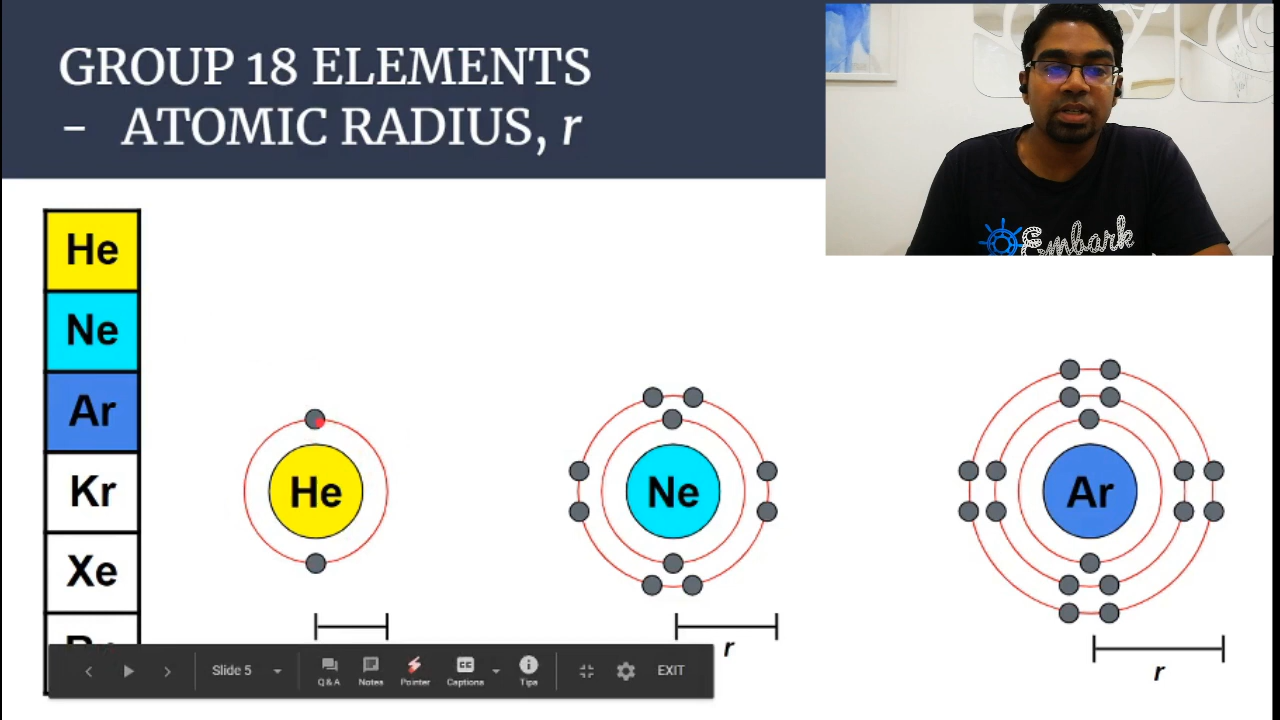 GROUP 18 ELEMENTS
- ATOMIC RADIUS, r
Embark
He
Ne
Ar
Kr
Xe
He
Ne
Ar
r
r
Slide 5
Q & A
Notes
Pointer
Captions
Tips
EXIT